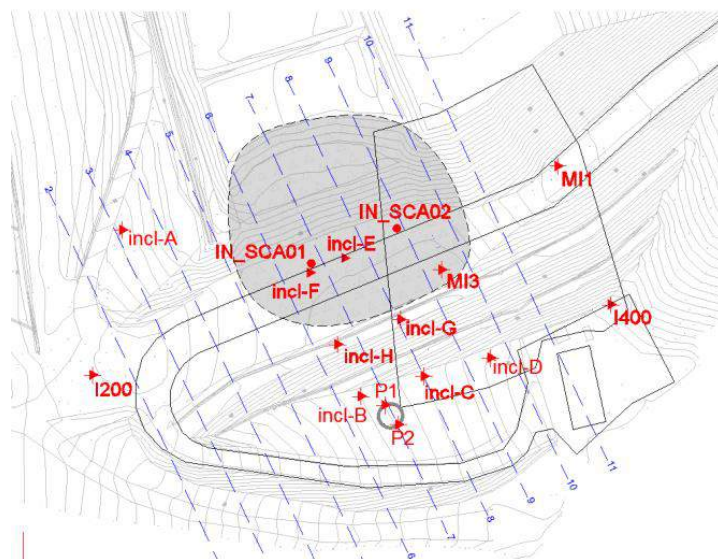 11
10
9
8
7
6
5
4
3
2
MI1
IN_SCA02
incl-A
incl-E
IN_SCA01
MI3
incl-F
I400
incl-G
incl-H
incl-D
I200
incl-C
P1
incl-B
P2
11
10
9
8
7
6